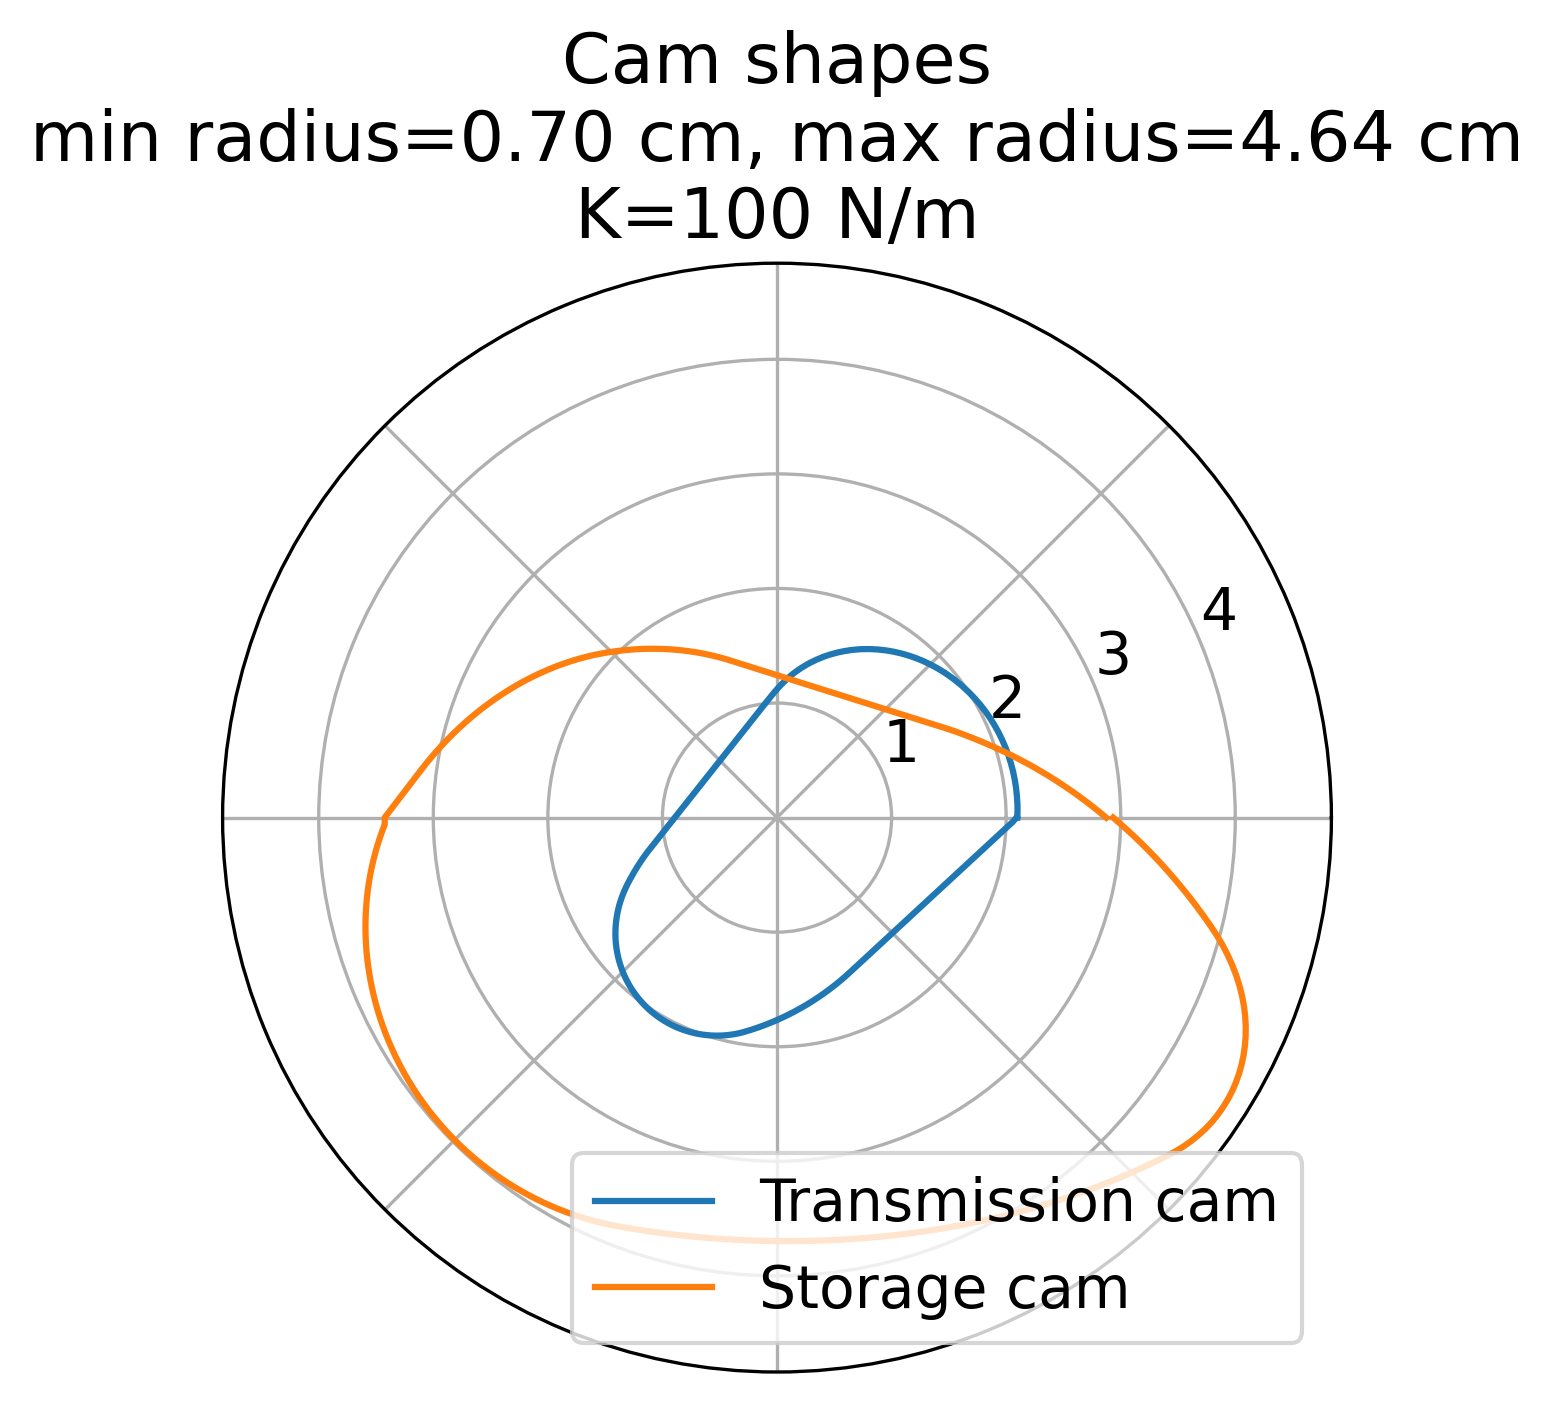 Cam shapes
min radius=0.70 cm, max radius=4.64 cm
K=100 N/m
4
3
2
1
Transmission cam
Storage cam